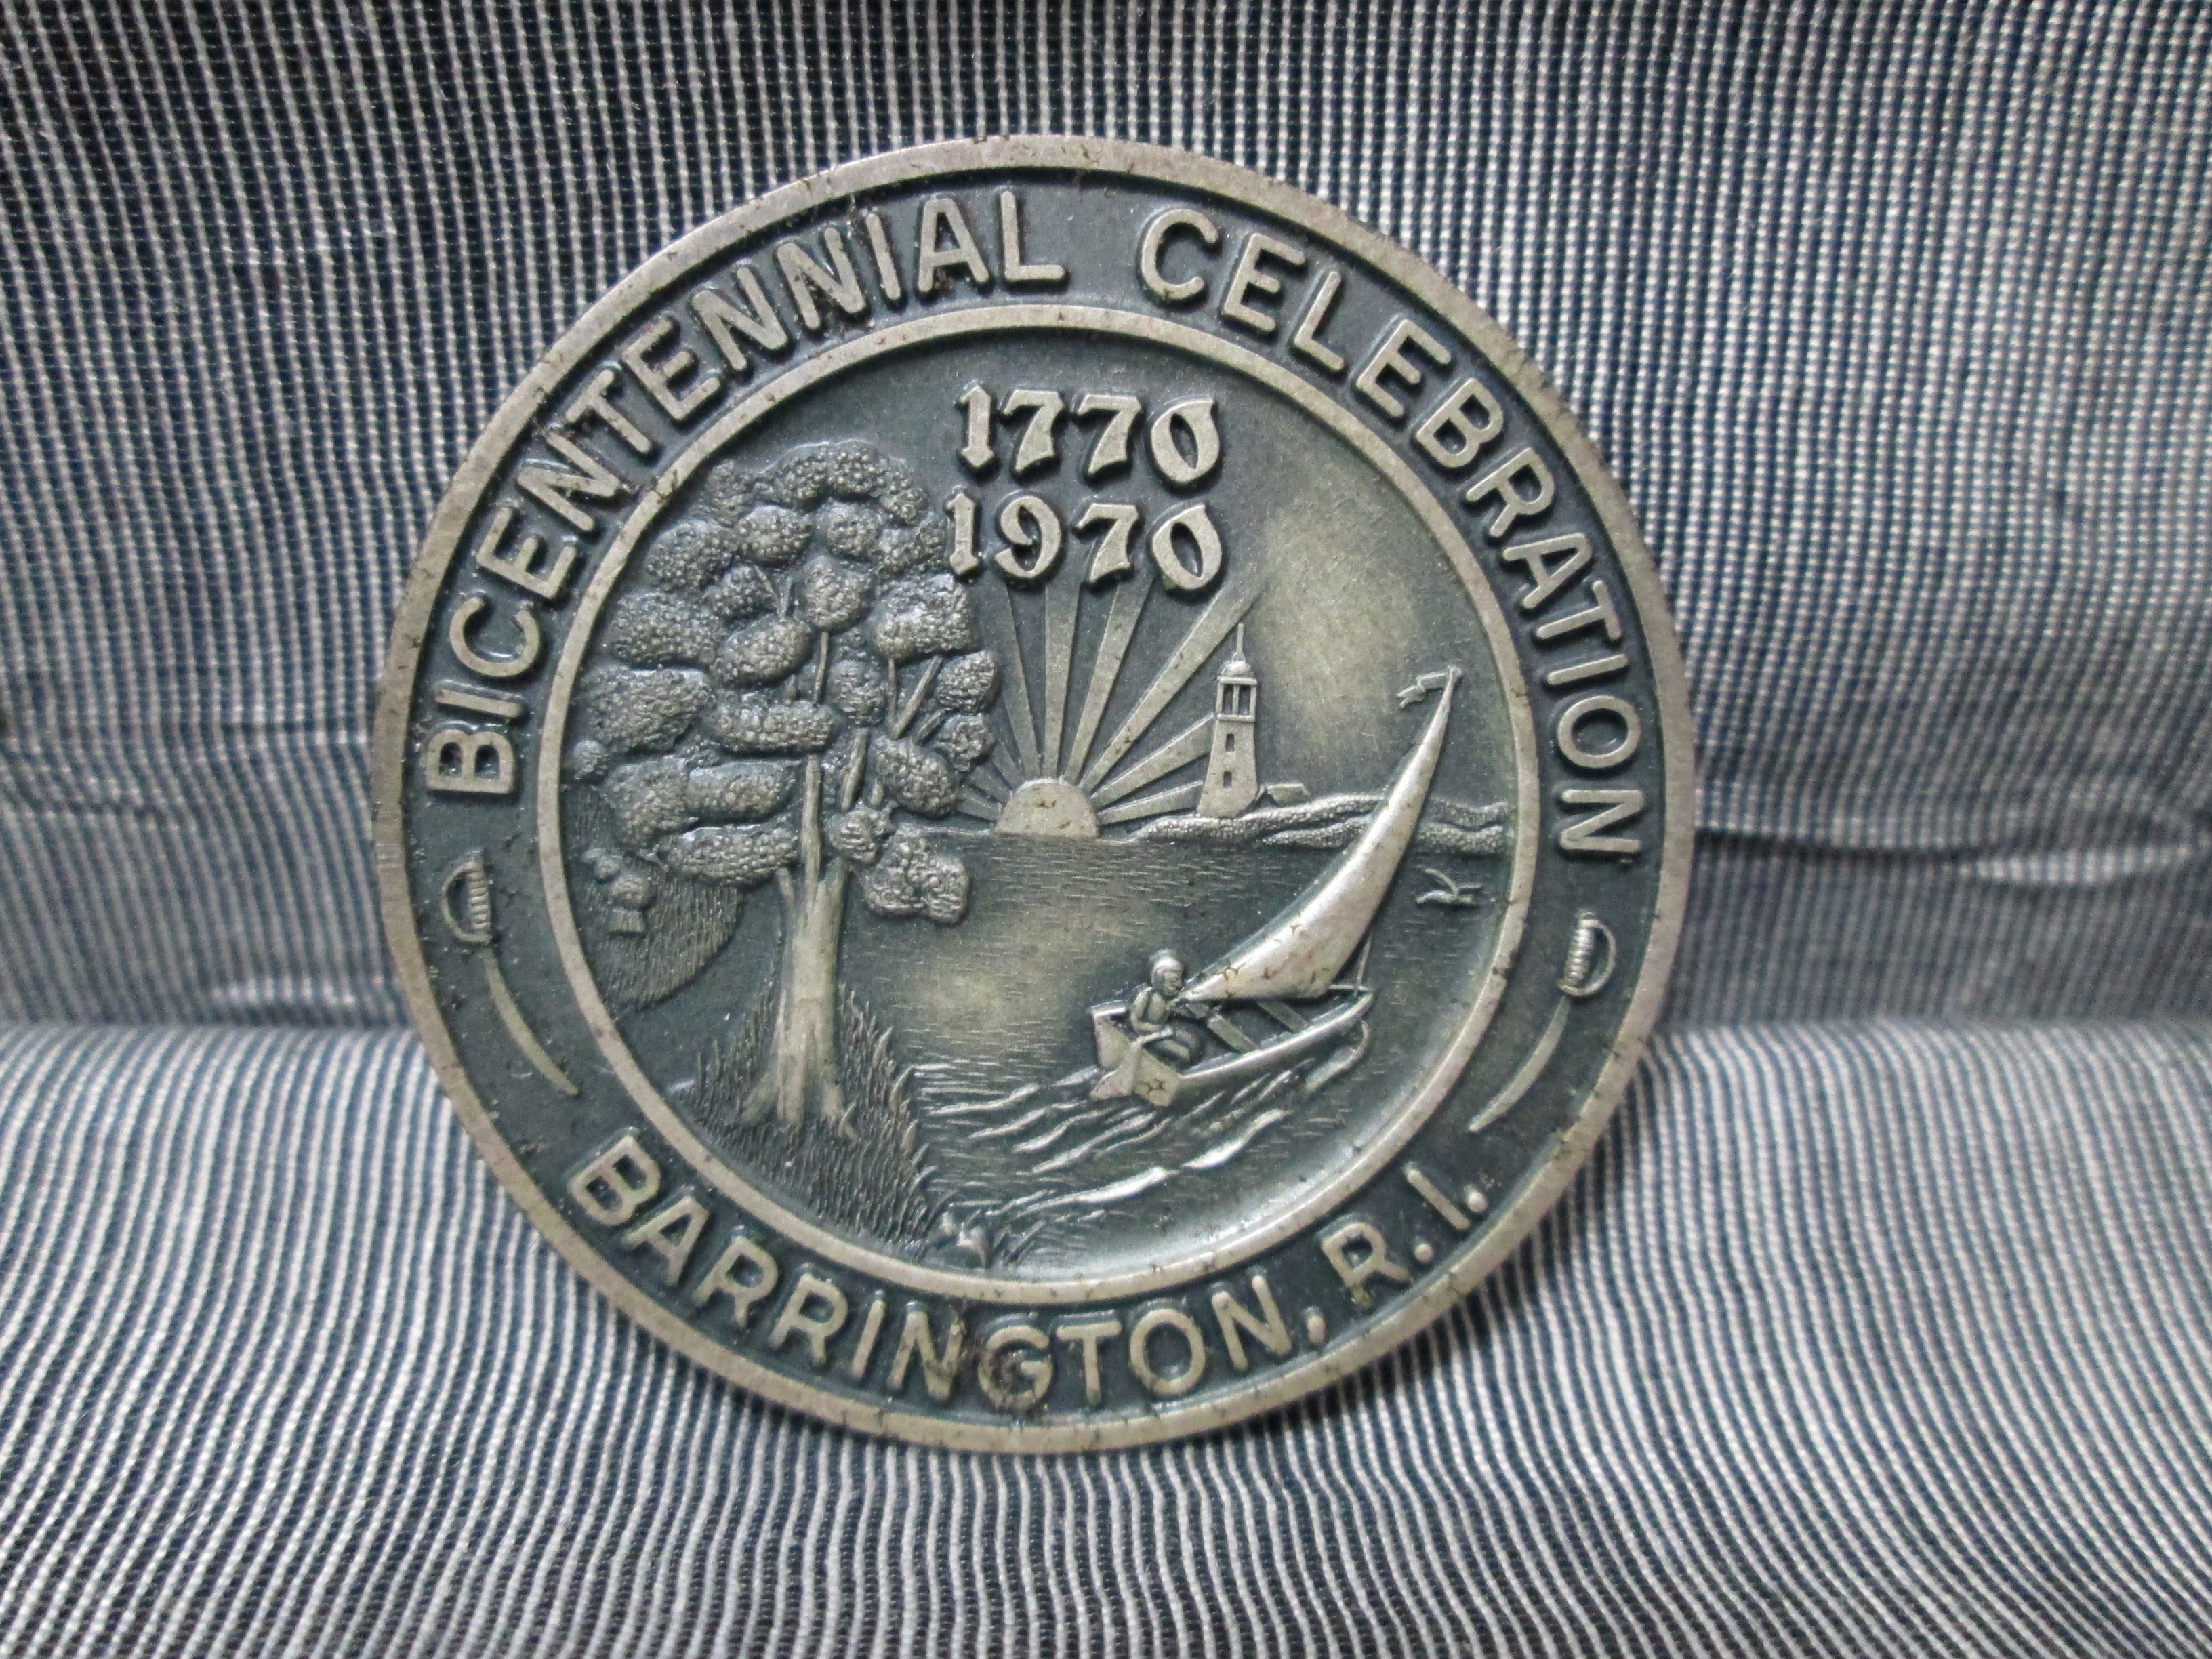 BICENTENNIAL CELEBRATION
1770
1970
BARRINGTON, R.I.